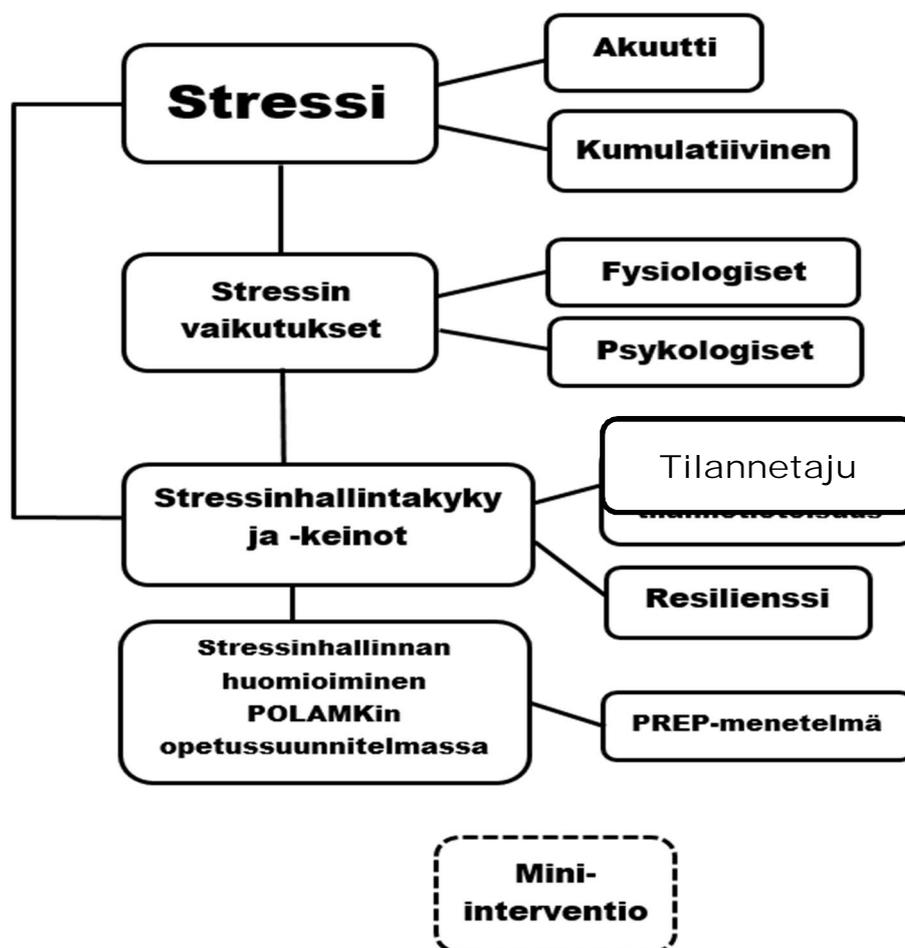 Stressi
Akuutti
Kumulatiivinen
Stressin
vaikutukset
Fysiologiset
Psykologiset
Stressinhallintakyky
ja -keinot
Tilannetaju
Resilienssi
Stressinhallinnan
huomioiminen
POLAMKin
opetussuunnitelmassa
PREP-menetelmä
Mini-
interventio